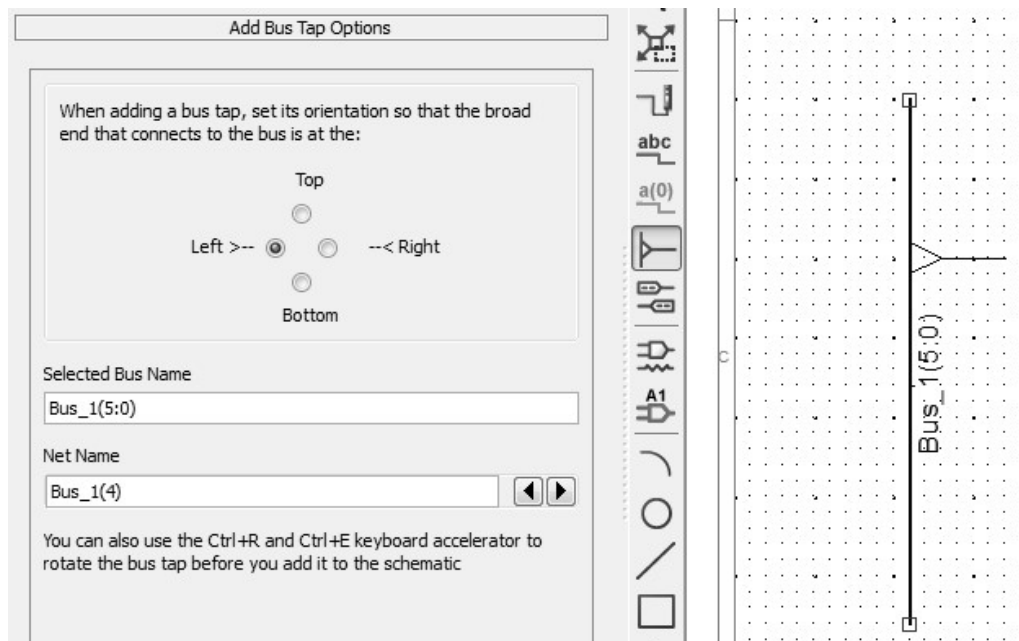 Add Bus Tap Options
When adding a bus tap, set its orientation so that the broad
end that connects to the bus is at the:
Top
Left >-- --< Right
Bottom
Selected Bus Name
Bus_1(5:0)
Net Name
Bus_1(4)
You can also use the Ctrl+R and Ctrl+E keyboard accelerator to
rotate the bus tap before you add it to the schematic
abc
a(0)
A1
C
Bus_1(5:0)